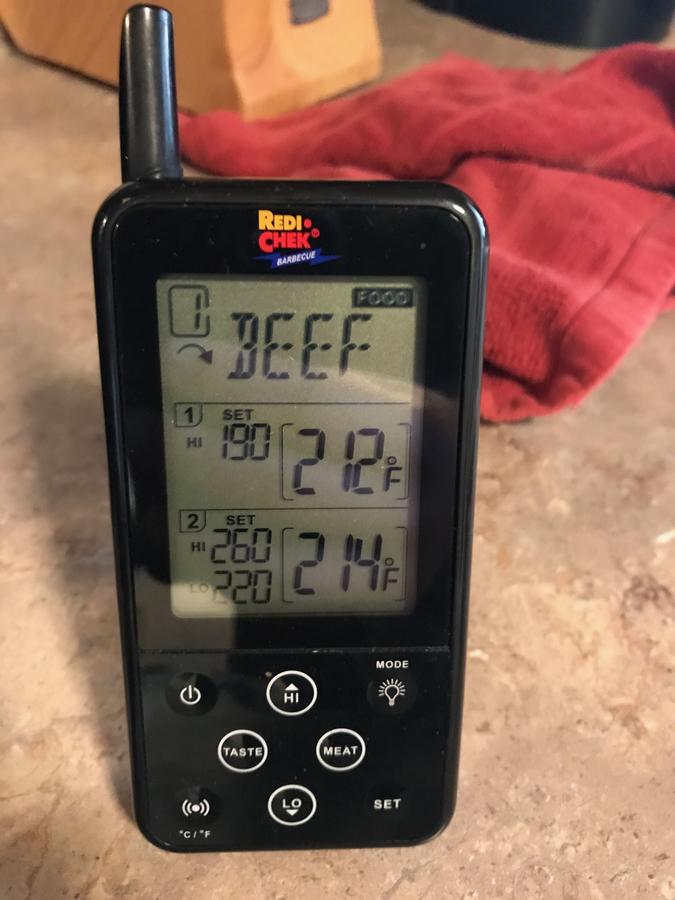 REDI
CHEK
BARBECUE
FOOD
1 BEEF
1 SET
HI 190 212°F
2 SET
HI 260 214°F
LO 220
MODE
HI
TASTE MEAT
LO SET
°C / °F